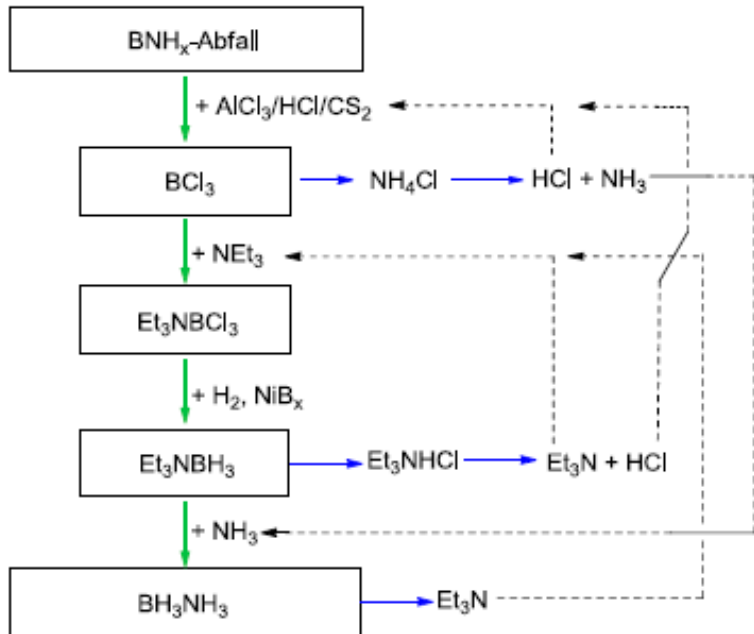 BNHₓ-Abfall
+ AlCl₃/HCl/CS₂
BCl₃
NH₄Cl
HCl + NH₃
+ NEt₃
Et₃NBCl₃
+ H₂, NiBₓ
Et₃NBH₃
Et₃NHCl
Et₃N + HCl
+ NH₃
BH₃NH₃
Et₃N